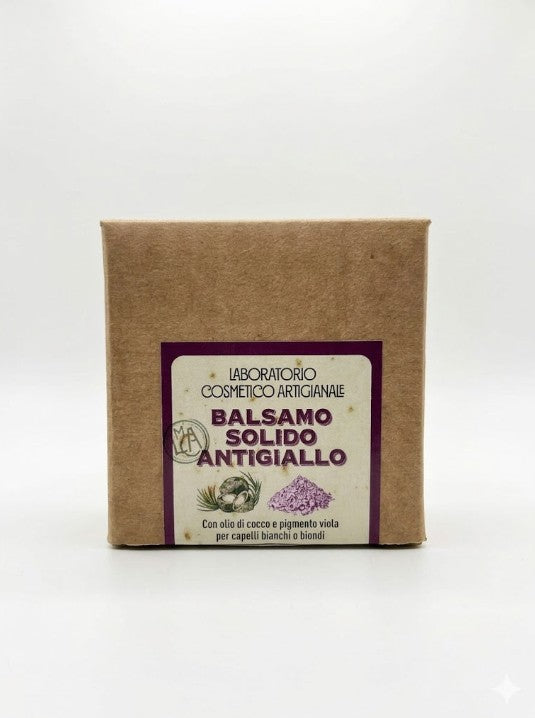 LABORATORIO
COSMETICO ARTIGIANALE
BALSAMO
SOLIDO
ANTIGIALLO
Con olio di cocco e pigmento viola
per capelli bianchi o biondi